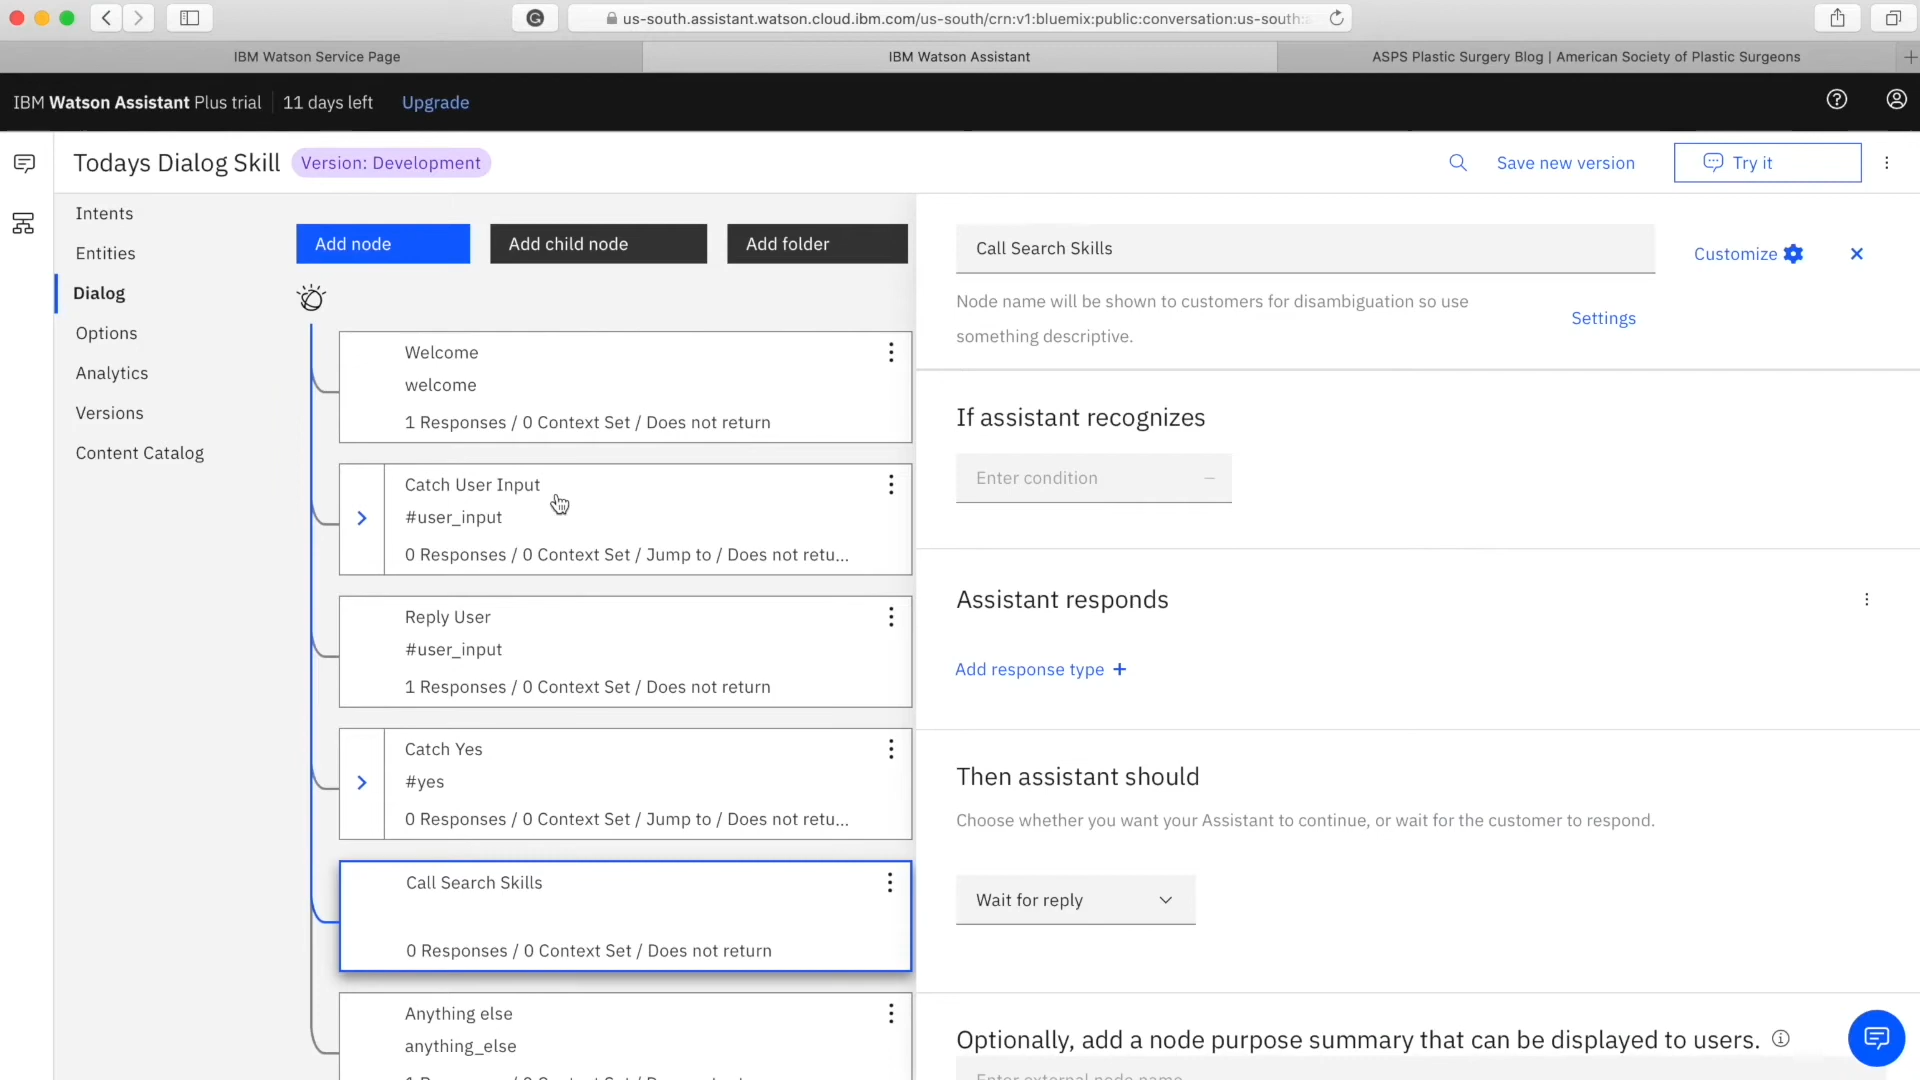 us-south.assistant.watson.cloud.ibm.com/us-south/crn:v1:bluemix:public:conversation:us-south:
IBM Watson Service Page
IBM Watson Assistant
ASPS Plastic Surgery Blog | American Society of Plastic Surgeons
IBM Watson Assistant Plus trial
11 days left
Upgrade
Todays Dialog Skill
Version: Development
Save new version
Try it
Intents
Entities
Dialog
Options
Analytics
Versions
Content Catalog
Add node
Add child node
Add folder
Welcome
welcome
1 Responses / 0 Context Set / Does not return
Catch User Input
#user_input
0 Responses / 0 Context Set / Jump to / Does not retu...
Reply User
#user_input
1 Responses / 0 Context Set / Does not return
Catch Yes
#yes
0 Responses / 0 Context Set / Jump to / Does not retu...
Call Search Skills
0 Responses / 0 Context Set / Does not return
Anything else
anything_else
Call Search Skills
Customize
Node name will be shown to customers for disambiguation so use
something descriptive.
Settings
If assistant recognizes
Enter condition
Assistant responds
Add response type +
Then assistant should
Choose whether you want your Assistant to continue, or wait for the customer to respond.
Wait for reply
Optionally, add a node purpose summary that can be displayed to users.
Enter external node name